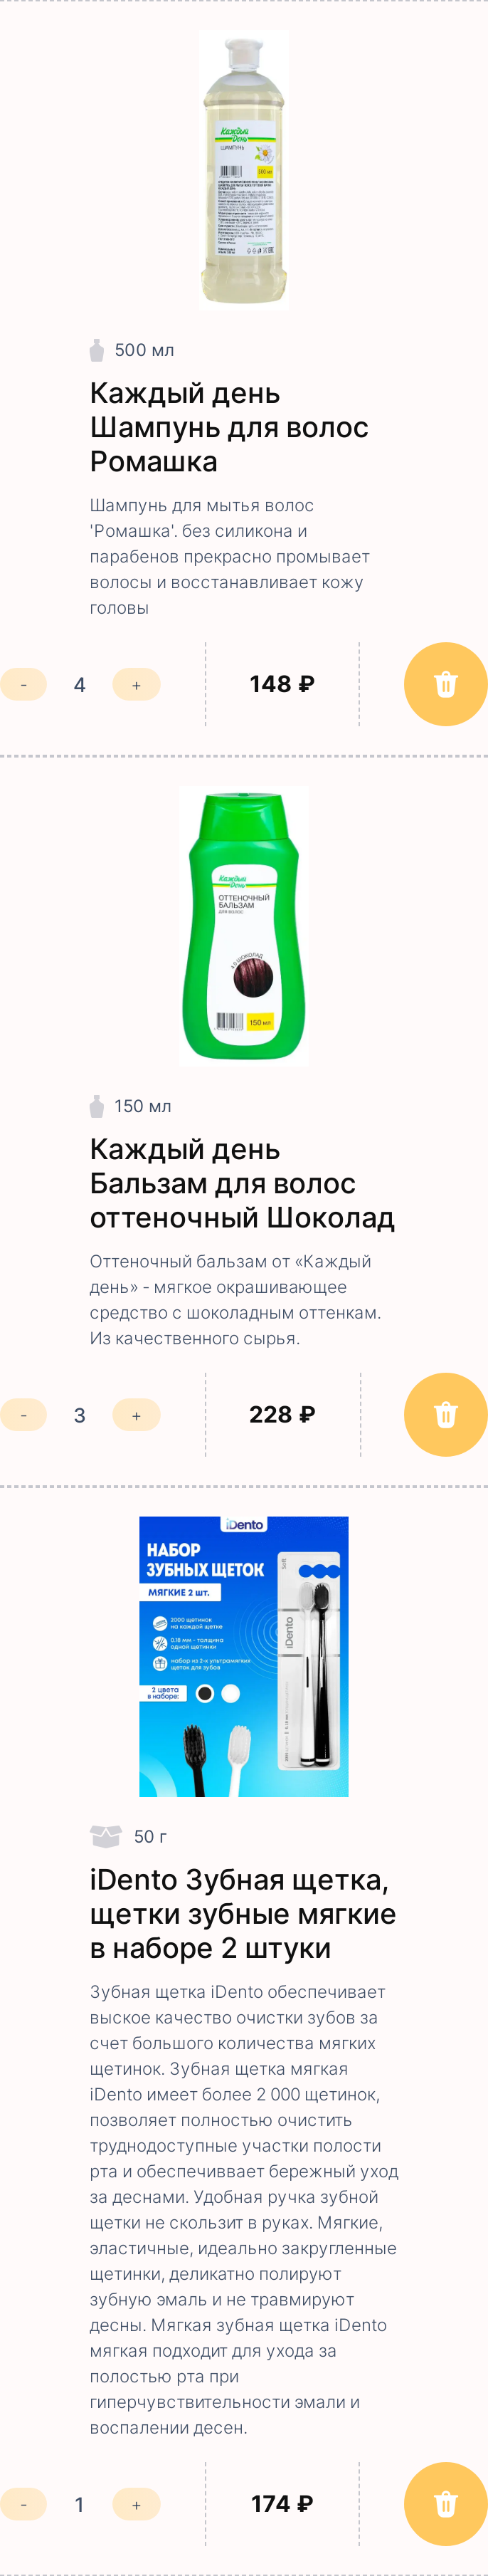 Каждый
День
ШАМПУНЬ
500 мл
500 мл
Каждый день
Шампунь для волос
Ромашка
Шампунь для мытья волос
'Ромашка'. без силикона и
парабенов прекрасно промывает
волосы и восстанавливает кожу
головы
- 4 + 148 ₽
Каждый
День
ОТТЕНОЧНЫЙ
БАЛЬЗАМ
ДЛЯ ВОЛОС
4.0 ШОКОЛАД
150 мл
150 мл
Каждый день
Бальзам для волос
оттеночный Шоколад
Оттеночный бальзам от «Каждый
день» - мягкое окрашивающее
средство с шоколадным оттенкам.
Из качественного сырья.
- 3 + 228 ₽
iDento
НАБОР
ЗУБНЫХ ЩЕТОК
МЯГКИЕ 2 шт.
Soft
iDento
2000 щетинок
на каждой щетке
0.18 мм - толщина
одной щетинки
набор из 2-х ультрамягких
щеток для зубов
2 цвета
в наборе:
50 г
iDento Зубная щетка,
щетки зубные мягкие
в наборе 2 штуки
Зубная щетка iDento обеспечивает
выское качество очистки зубов за
счет большого количества мягких
щетинок. Зубная щетка мягкая
iDento имеет более 2 000 щетинок,
позволяет полностью очистить
труднодоступные участки полости
рта и обеспечиввает бережный уход
за деснами. Удобная ручка зубной
щетки не скользит в руках. Мягкие,
эластичные, идеально закругленные
щетинки, деликатно полируют
зубную эмаль и не травмируют
десны. Мягкая зубная щетка iDento
мягкая подходит для ухода за
полостью рта при
гиперчувствительности эмали и
воспалении десен.
- 1 + 174 ₽